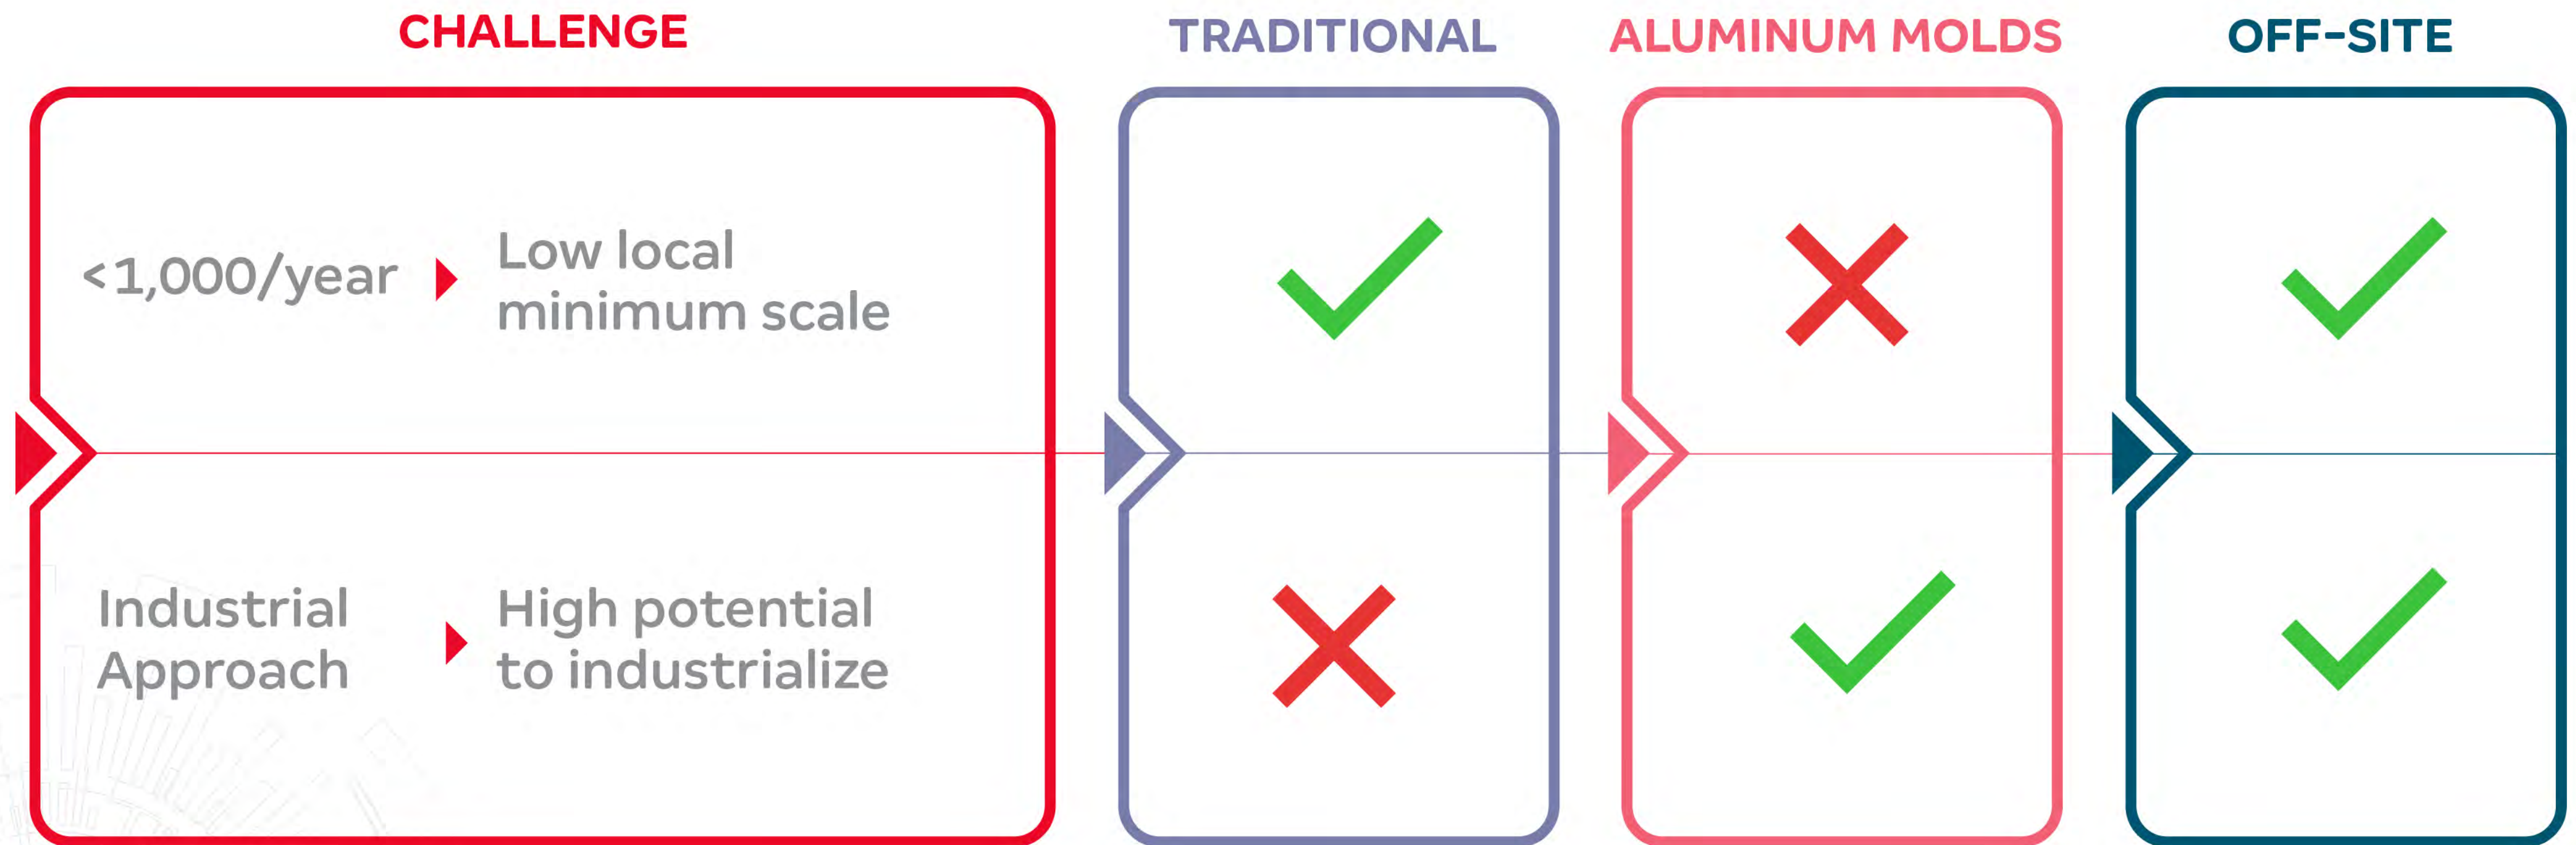 CHALLENGE
TRADITIONAL
ALUMINUM MOLDS
OFF-SITE
<1,000/year
Low local
minimum scale
Industrial
Approach
High potential
to industrialize